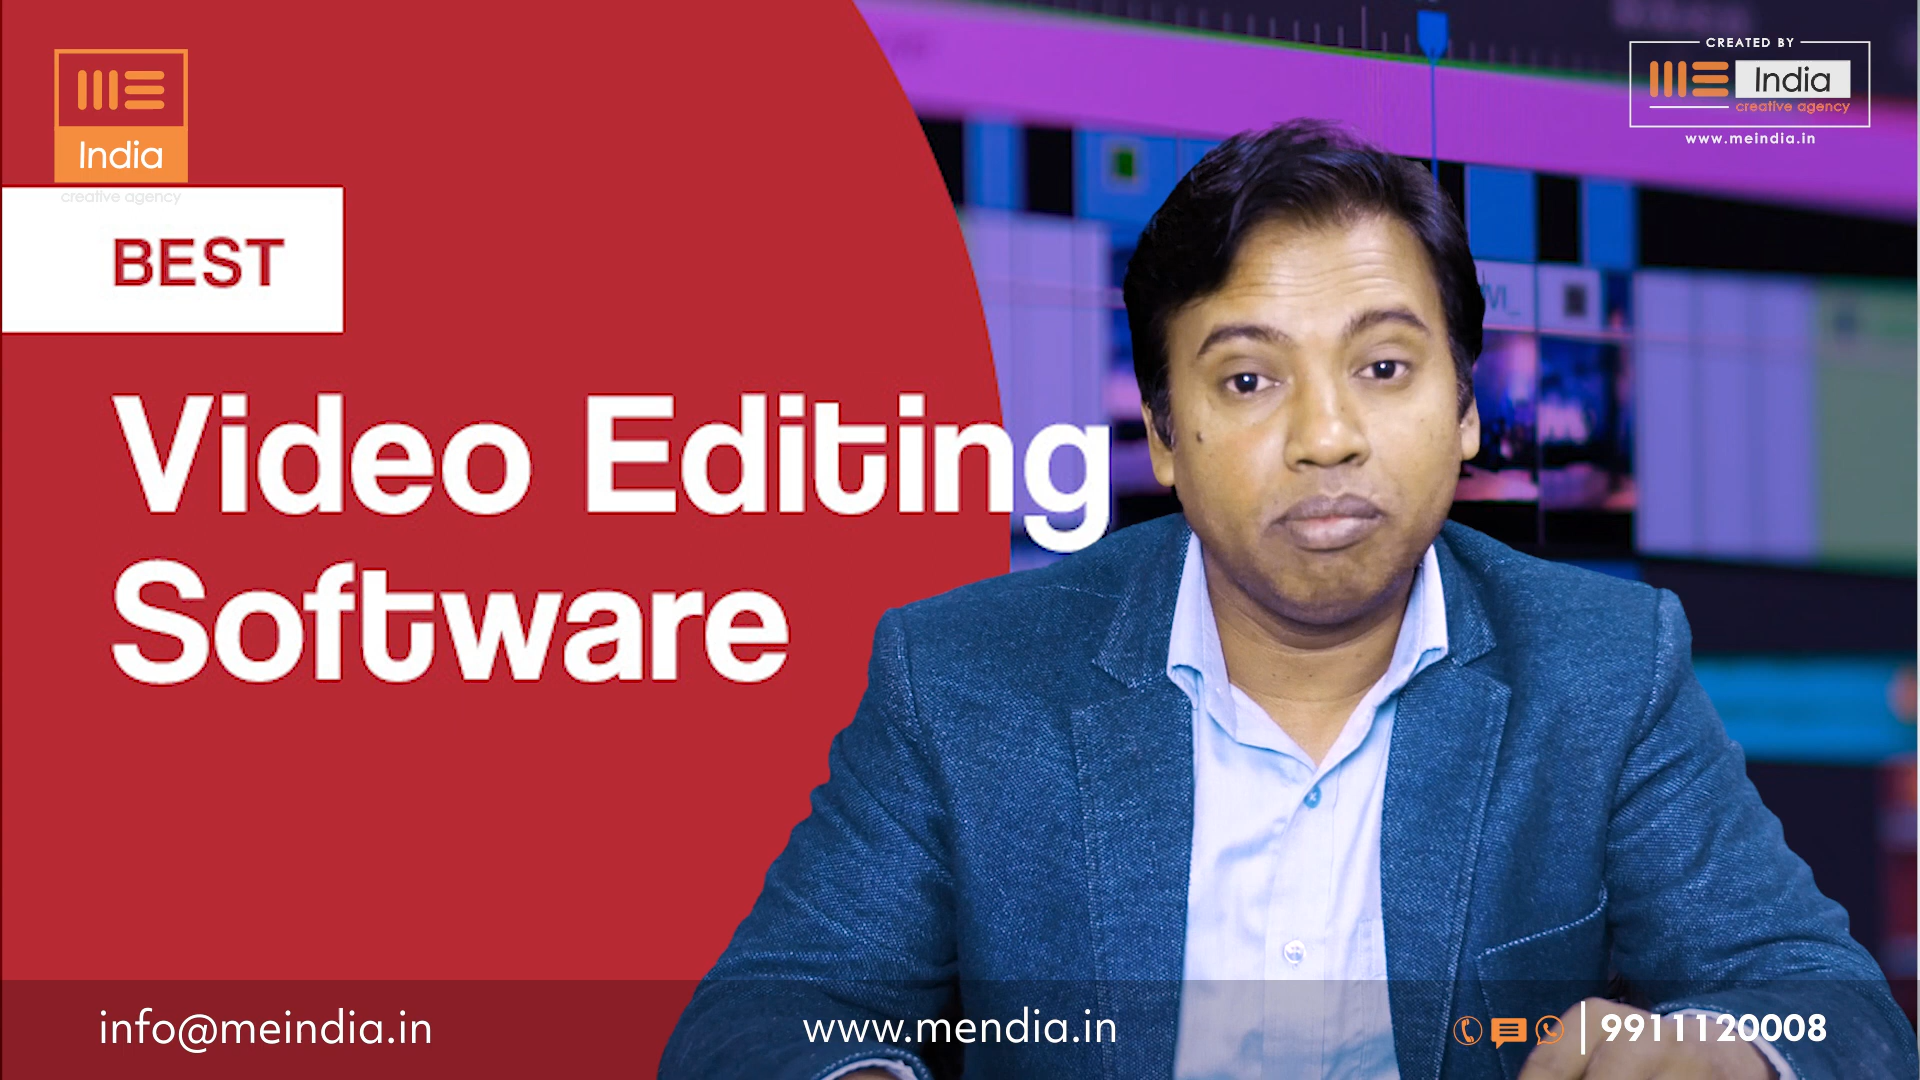 India
creative agency
CREATED BY
India
creative agency
www.meindia.in
BEST
Video Editing
Software
info@meindia.in
www.mendia.in
9911120008